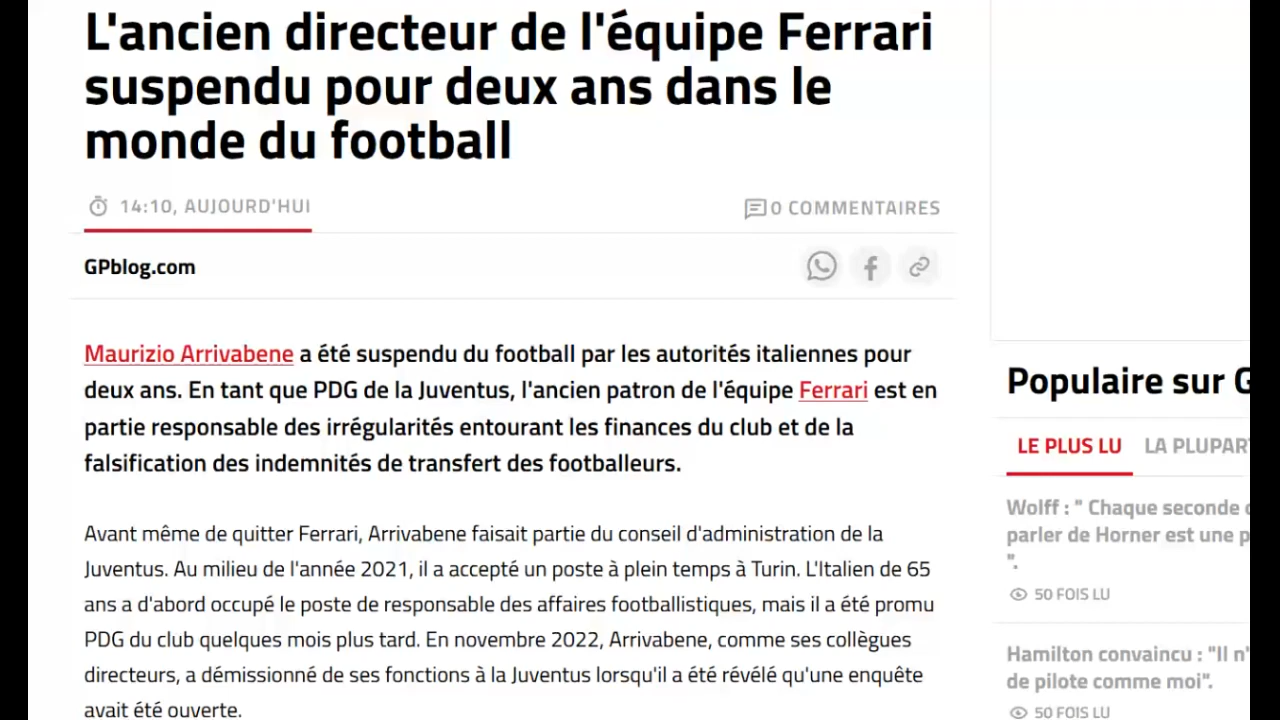 L'ancien directeur de l'équipe Ferrari
suspendu pour deux ans dans le
monde du football
14:10, AUJOURD'HUI
0 COMMENTAIRES
GPblog.com
Maurizio Arrivabene a été suspendu du football par les autorités italiennes pour
deux ans. En tant que PDG de la Juventus, l'ancien patron de l'équipe Ferrari est en
partie responsable des irrégularités entourant les finances du club et de la
falsification des indemnités de transfert des footballeurs.
Avant même de quitter Ferrari, Arrivabene faisait partie du conseil d'administration de la
Juventus. Au milieu de l'année 2021, il a accepté un poste à plein temps à Turin. L'Italien de 65
ans a d'abord occupé le poste de responsable des affaires footballistiques, mais il a été promu
PDG du club quelques mois plus tard. En novembre 2022, Arrivabene, comme ses collègues
directeurs, a démissionné de ses fonctions à la Juventus lorsqu'il a été révélé qu'une enquête
avait été ouverte.
Populaire sur
LE PLUS LU LA PLUPART
Wolff : " Chaque seconde
parler de Horner est une
".
50 FOIS LU
Hamilton convaincu : "Il n'
de pilote comme moi".
50 FOIS LU